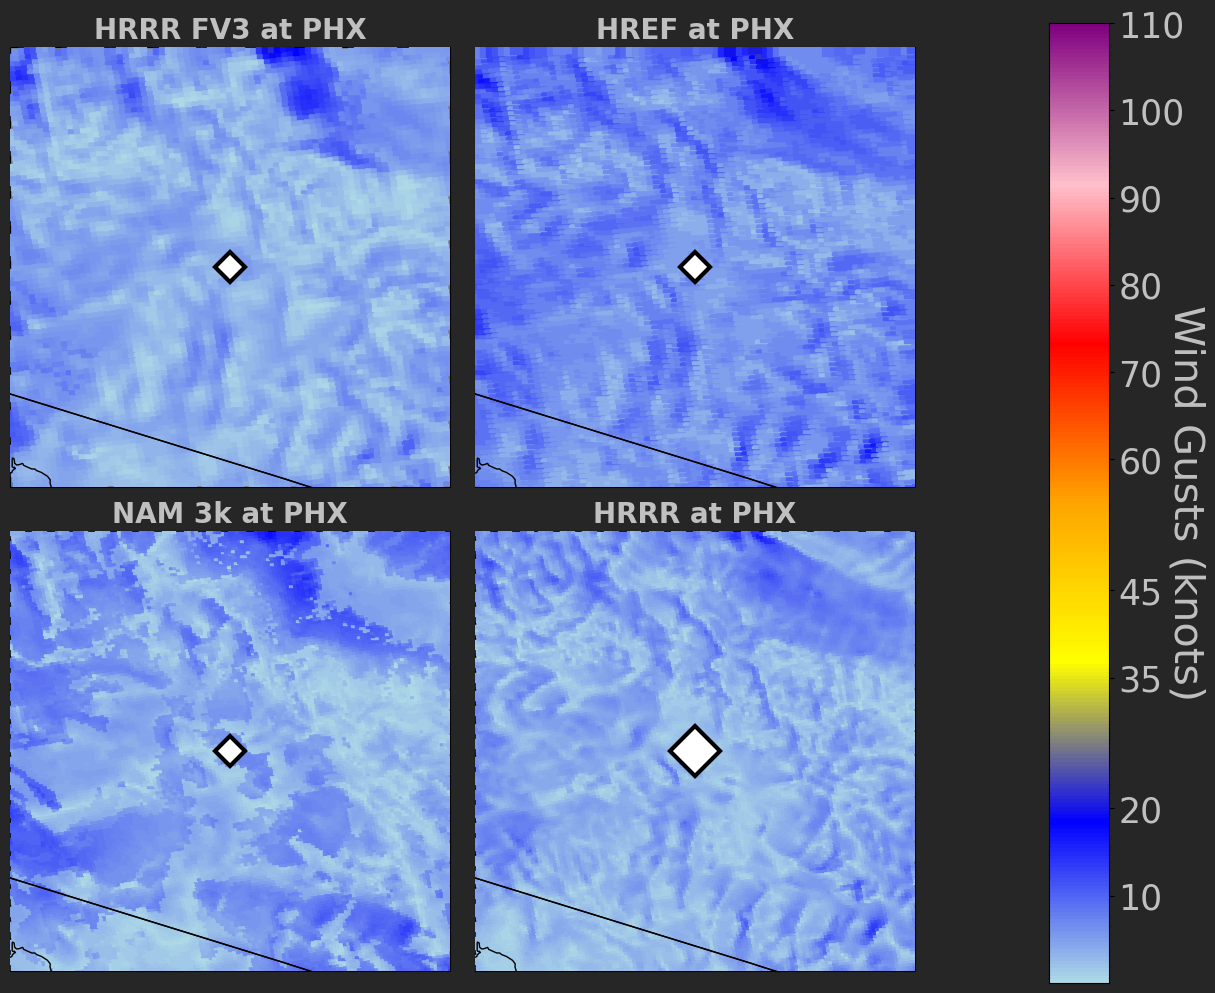 HRRR FV3 at PHX
HREF at PHX
NAM 3k at PHX
HRRR at PHX
110
100
90
80
70
60
45
35
20
10
Wind Gusts (knots)